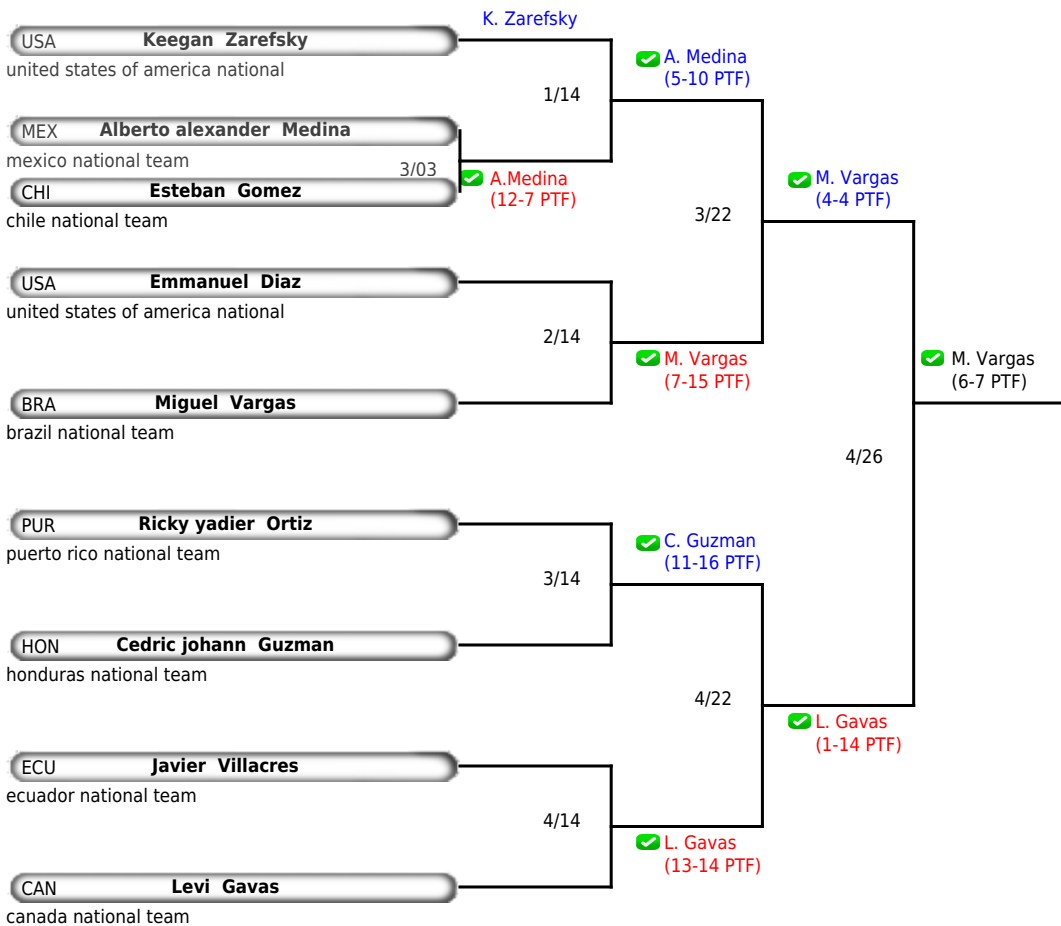 K. Zarefsky
USA Keegan Zarefsky
united states of america national
A. Medina
(5-10 PTF)
1/14
MEX Alberto alexander Medina
mexico national team
3/03
A.Medina
(12-7 PTF)
CHI Esteban Gomez
chile national team
M. Vargas
(4-4 PTF)
3/22
USA Emmanuel Diaz
united states of america national
2/14
M. Vargas
(7-15 PTF)
M. Vargas
(6-7 PTF)
BRA Miguel Vargas
brazil national team
4/26
PUR Ricky yadier Ortiz
puerto rico national team
C. Guzman
(11-16 PTF)
3/14
HON Cedric johann Guzman
honduras national team
4/22
L. Gavas
(1-14 PTF)
ECU Javier Villacres
ecuador national team
4/14
L. Gavas
(13-14 PTF)
CAN Levi Gavas
canada national team